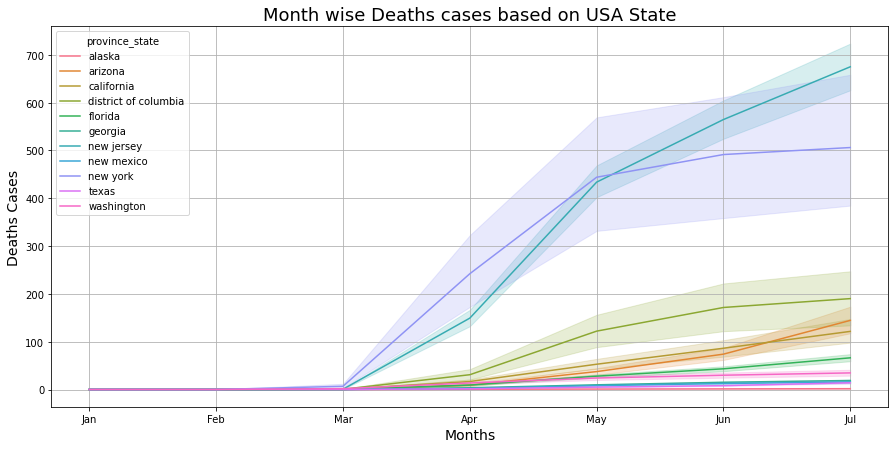 Month wise Deaths cases based on USA State
province_state
alaska
arizona
california
district of columbia
florida
georgia
new jersey
new mexico
new york
texas
washington
Deaths Cases
700
600
500
400
300
200
100
0
Jan Feb Mar Apr May Jun Jul
Months